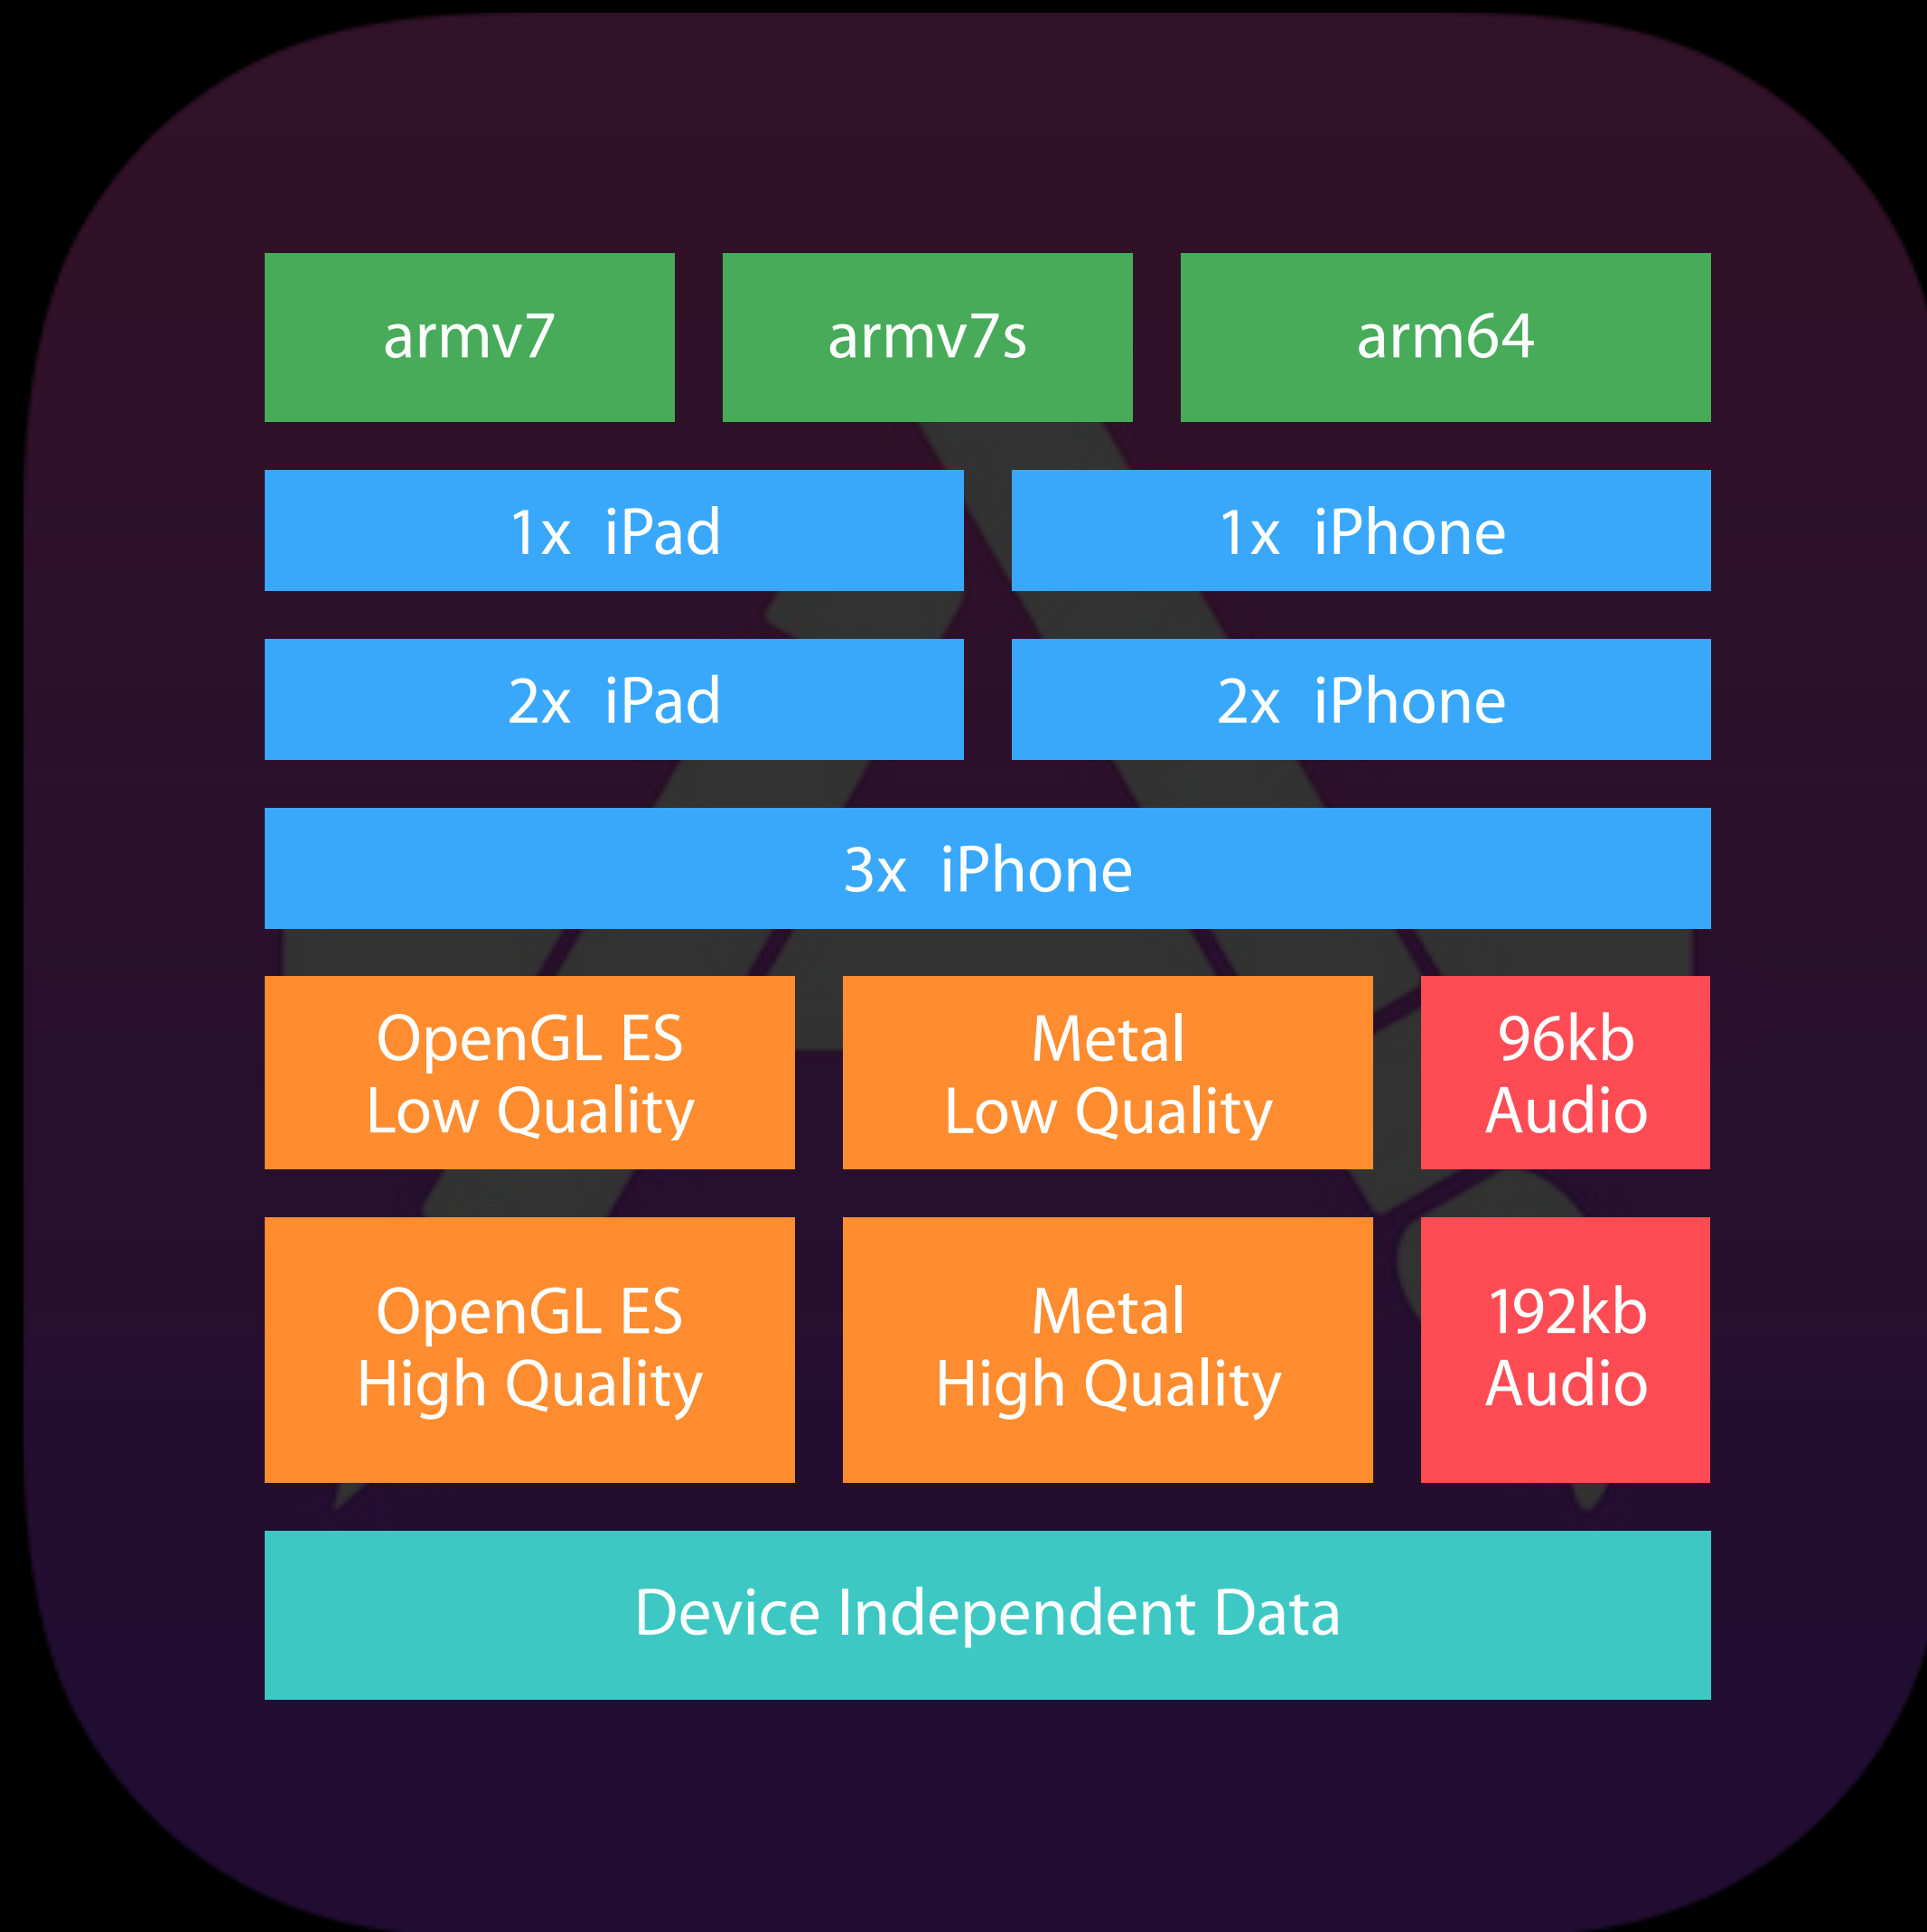 armv7
armv7s
arm64
1x iPad
1x iPhone
2x iPad
2x iPhone
3x iPhone
OpenGL ES
Low Quality
Metal
Low Quality
96kb
Audio
OpenGL ES
High Quality
Metal
High Quality
192kb
Audio
Device Independent Data